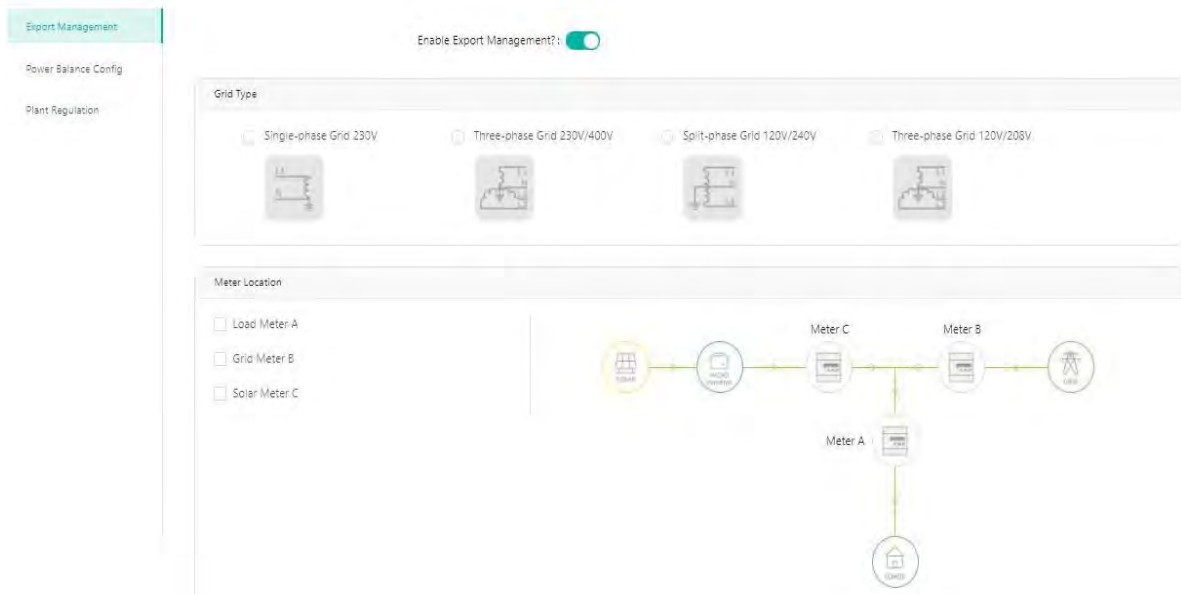 Export Management
Enable Export Management? :
Power Balance Config
Plant Regulation
Grid Type
Single-phase Grid 230V
Three-phase Grid 230V/400V
Split-phase Grid 120V/240V
Three-phase Grid 120V/208V
Meter Location
Load Meter A
Grid Meter B
Solar Meter C
Meter C
Meter B
Meter A